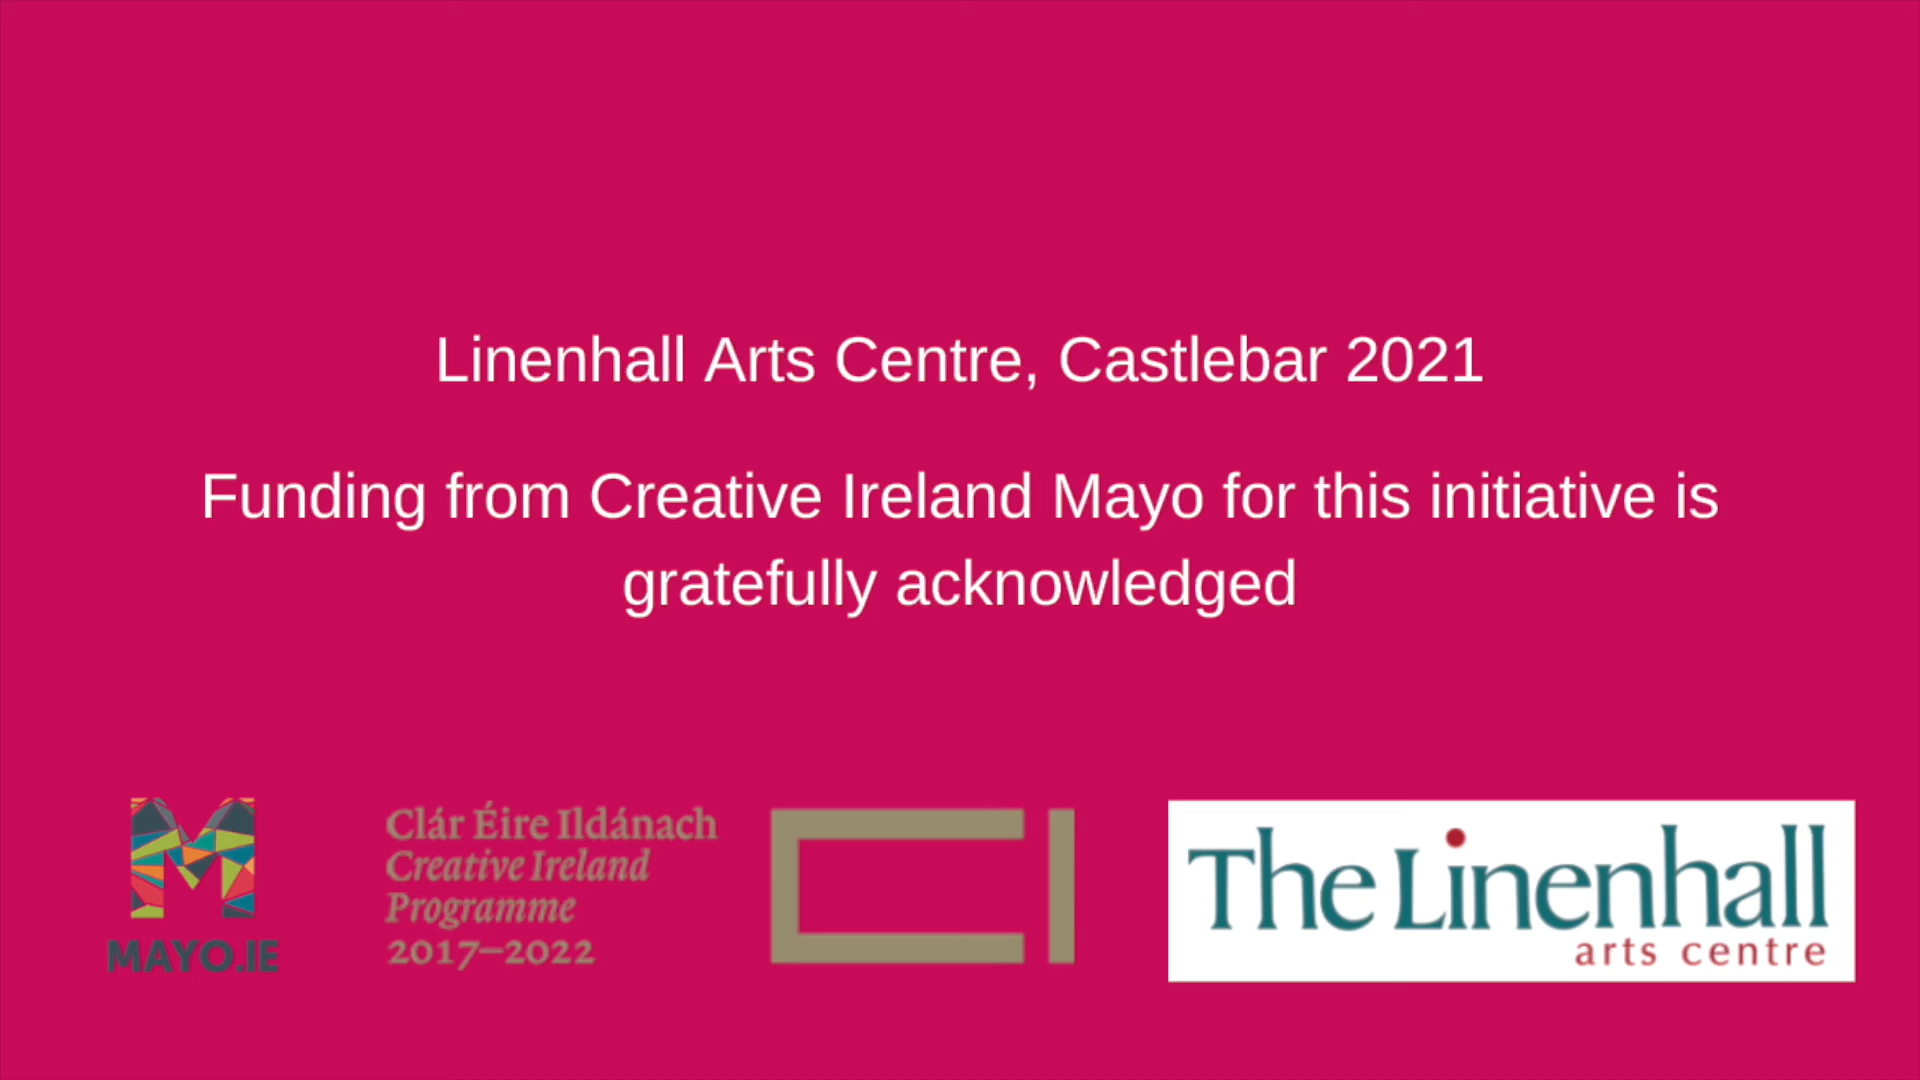 Linenhall Arts Centre, Castlebar 2021
Funding from Creative Ireland Mayo for this initiative is
gratefully acknowledged
MAYO.IE
Clár Éire Ildánach
Creative Ireland
Programme
2017–2022
The Linenhall
arts centre